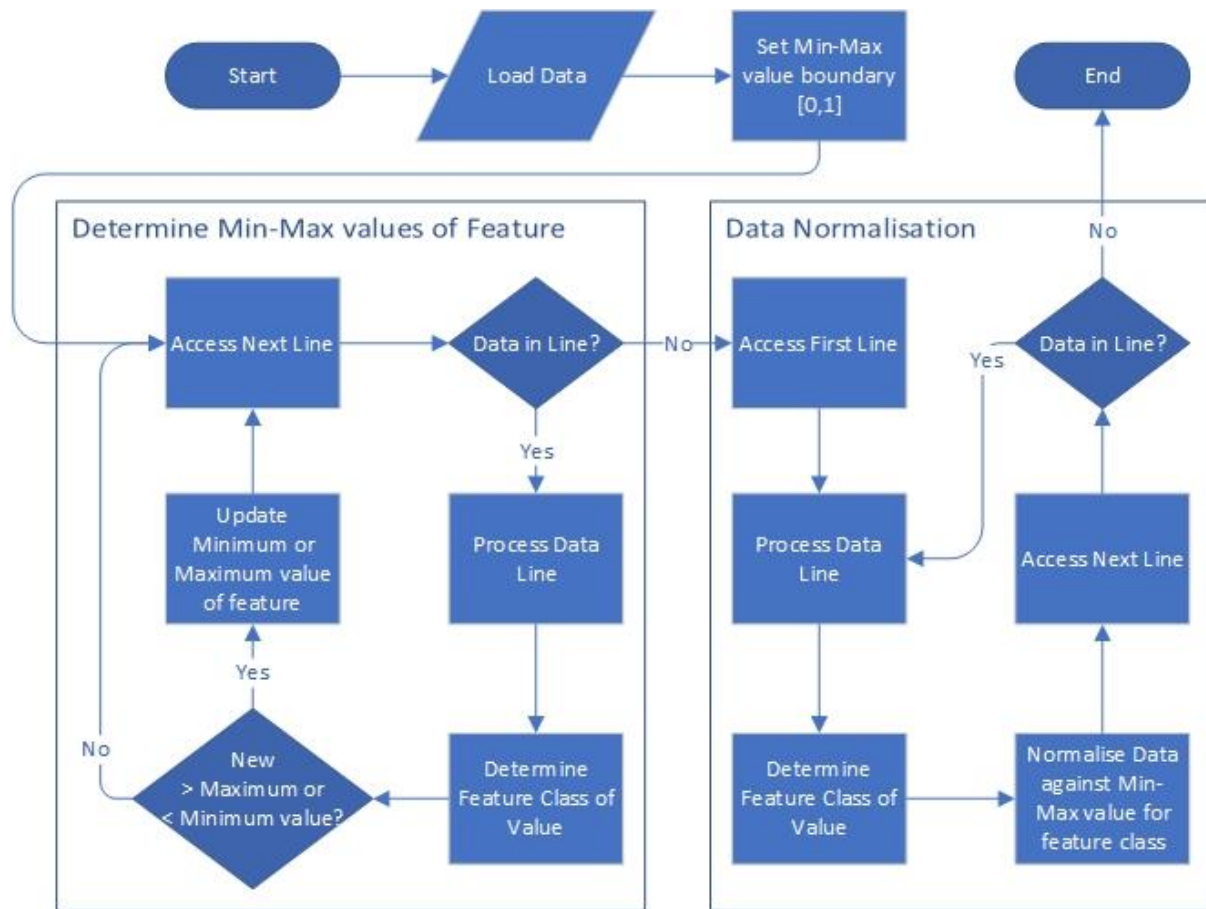 Start
Load Data
Set Min-Max
value boundary
[0,1]
End
Determine Min-Max values of Feature
Access Next Line
Data in Line?
No
Yes
Update
Minimum or
Maximum value
of feature
Process Data
Line
Yes
No
New
> Maximum or
< Minimum value?
Determine
Feature Class of
Value
Data Normalisation
No
Access First Line
Yes
Data in Line?
Process Data
Line
Access Next Line
Determine
Feature Class of
Value
Normalise Data
against Min-
Max value for
feature class